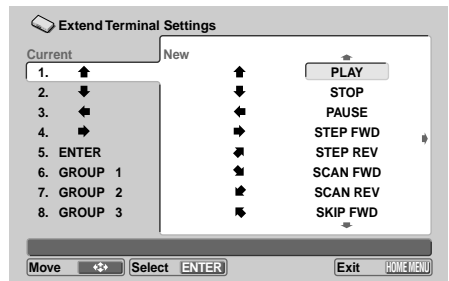 Extend Terminal Settings
Current New
1. ↑ ↑ PLAY
2. ↓ ↓ STOP
3. ← ← PAUSE
4. → → STEP FWD
5. ENTER ↗ STEP REV
6. GROUP 1 ↘ SCAN FWD
7. GROUP 2 ↙ SCAN REV
8. GROUP 3 ↖ SKIP FWD
Move Select ENTER Exit HOME MENU